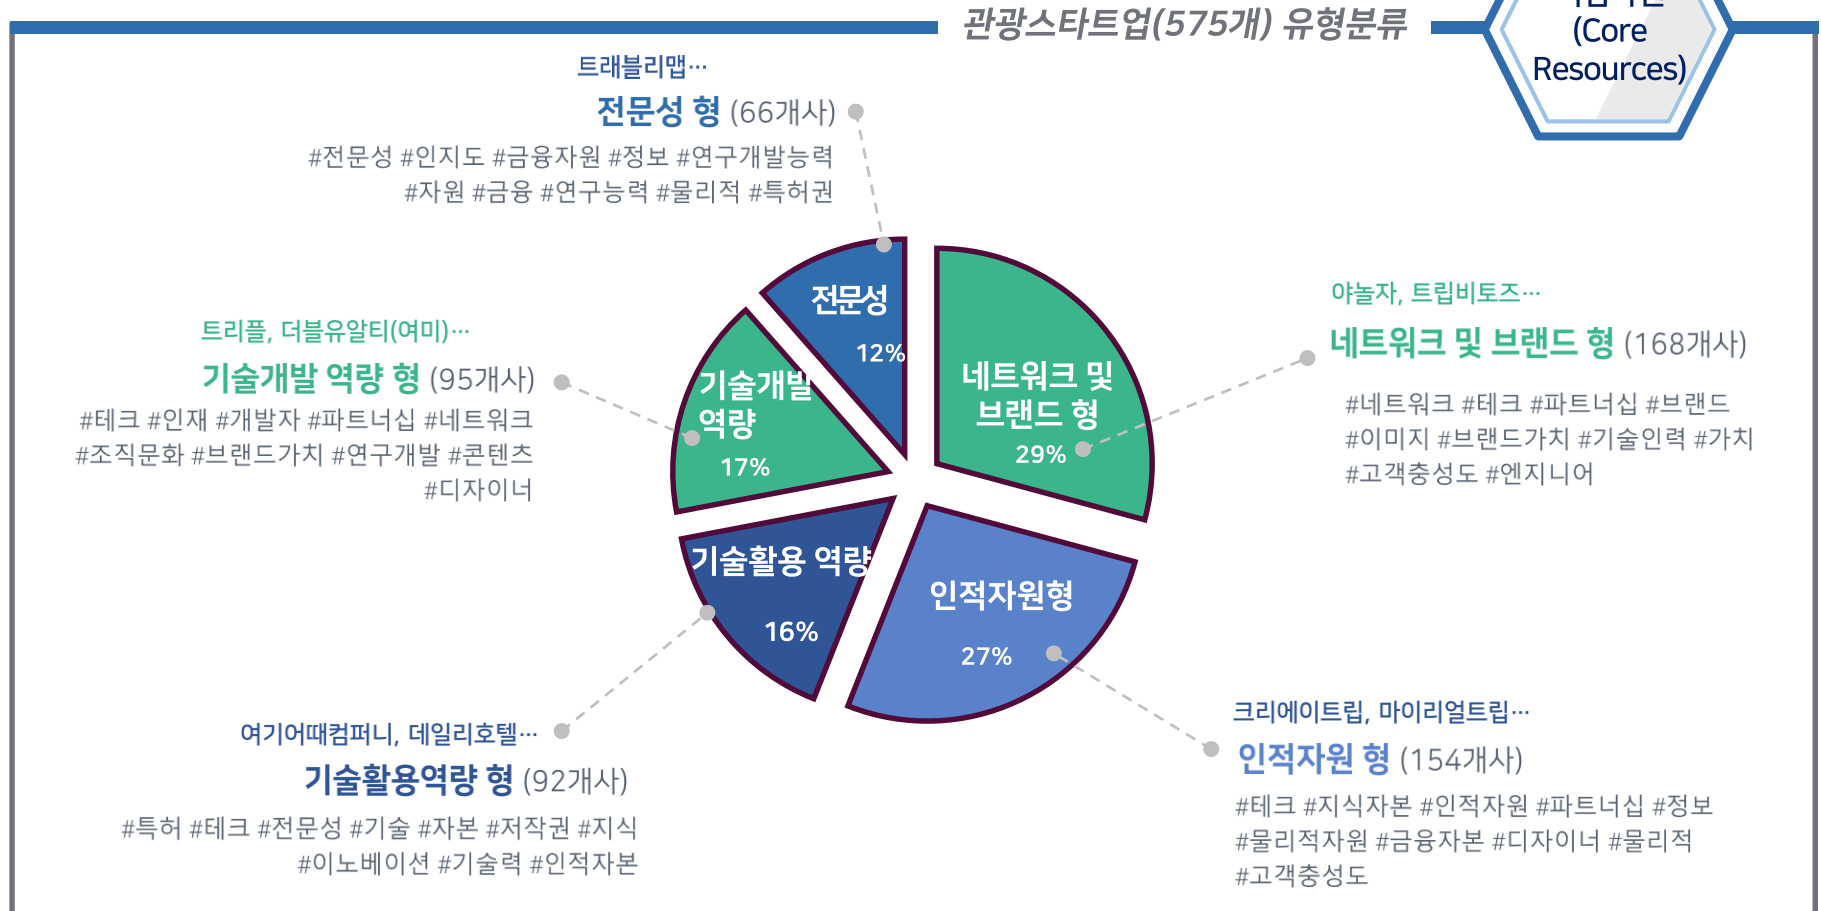 관광스타트업(575개) 유형분류
(Core
Resources)
트래블리맵…
전문성 형 (66개사)
#전문성 #인지도 #금융자원 #정보 #연구개발능력
#자원 #금융 #연구능력 #물리적 #특허권
트리플, 더블유알티(여미)…
기술개발 역량 형 (95개사)
#테크 #인재 #개발자 #파트너십 #네트워크
#조직문화 #브랜드가치 #연구개발 #콘텐츠
#디자이너
여기어때컴퍼니, 데일리호텔…
기술활용역량 형 (92개사)
#특허 #테크 #전문성 #기술 #자본 #저작권 #지식
#이노베이션 #기술력 #인적자본
전문성
12%
기술개발
역량
17%
기술활용 역량
16%
네트워크 및
브랜드 형
29%
인적자원형
27%
야놀자, 트립비토즈…
네트워크 및 브랜드 형 (168개사)
#네트워크 #테크 #파트너십 #브랜드
#이미지 #브랜드가치 #기술인력 #가치
#고객충성도 #엔지니어
크리에이트립, 마이리얼트립…
인적자원 형 (154개사)
#테크 #지식자본 #인적자원 #파트너십 #정보
#물리적자원 #금융자본 #디자이너 #물리적
#고객충성도